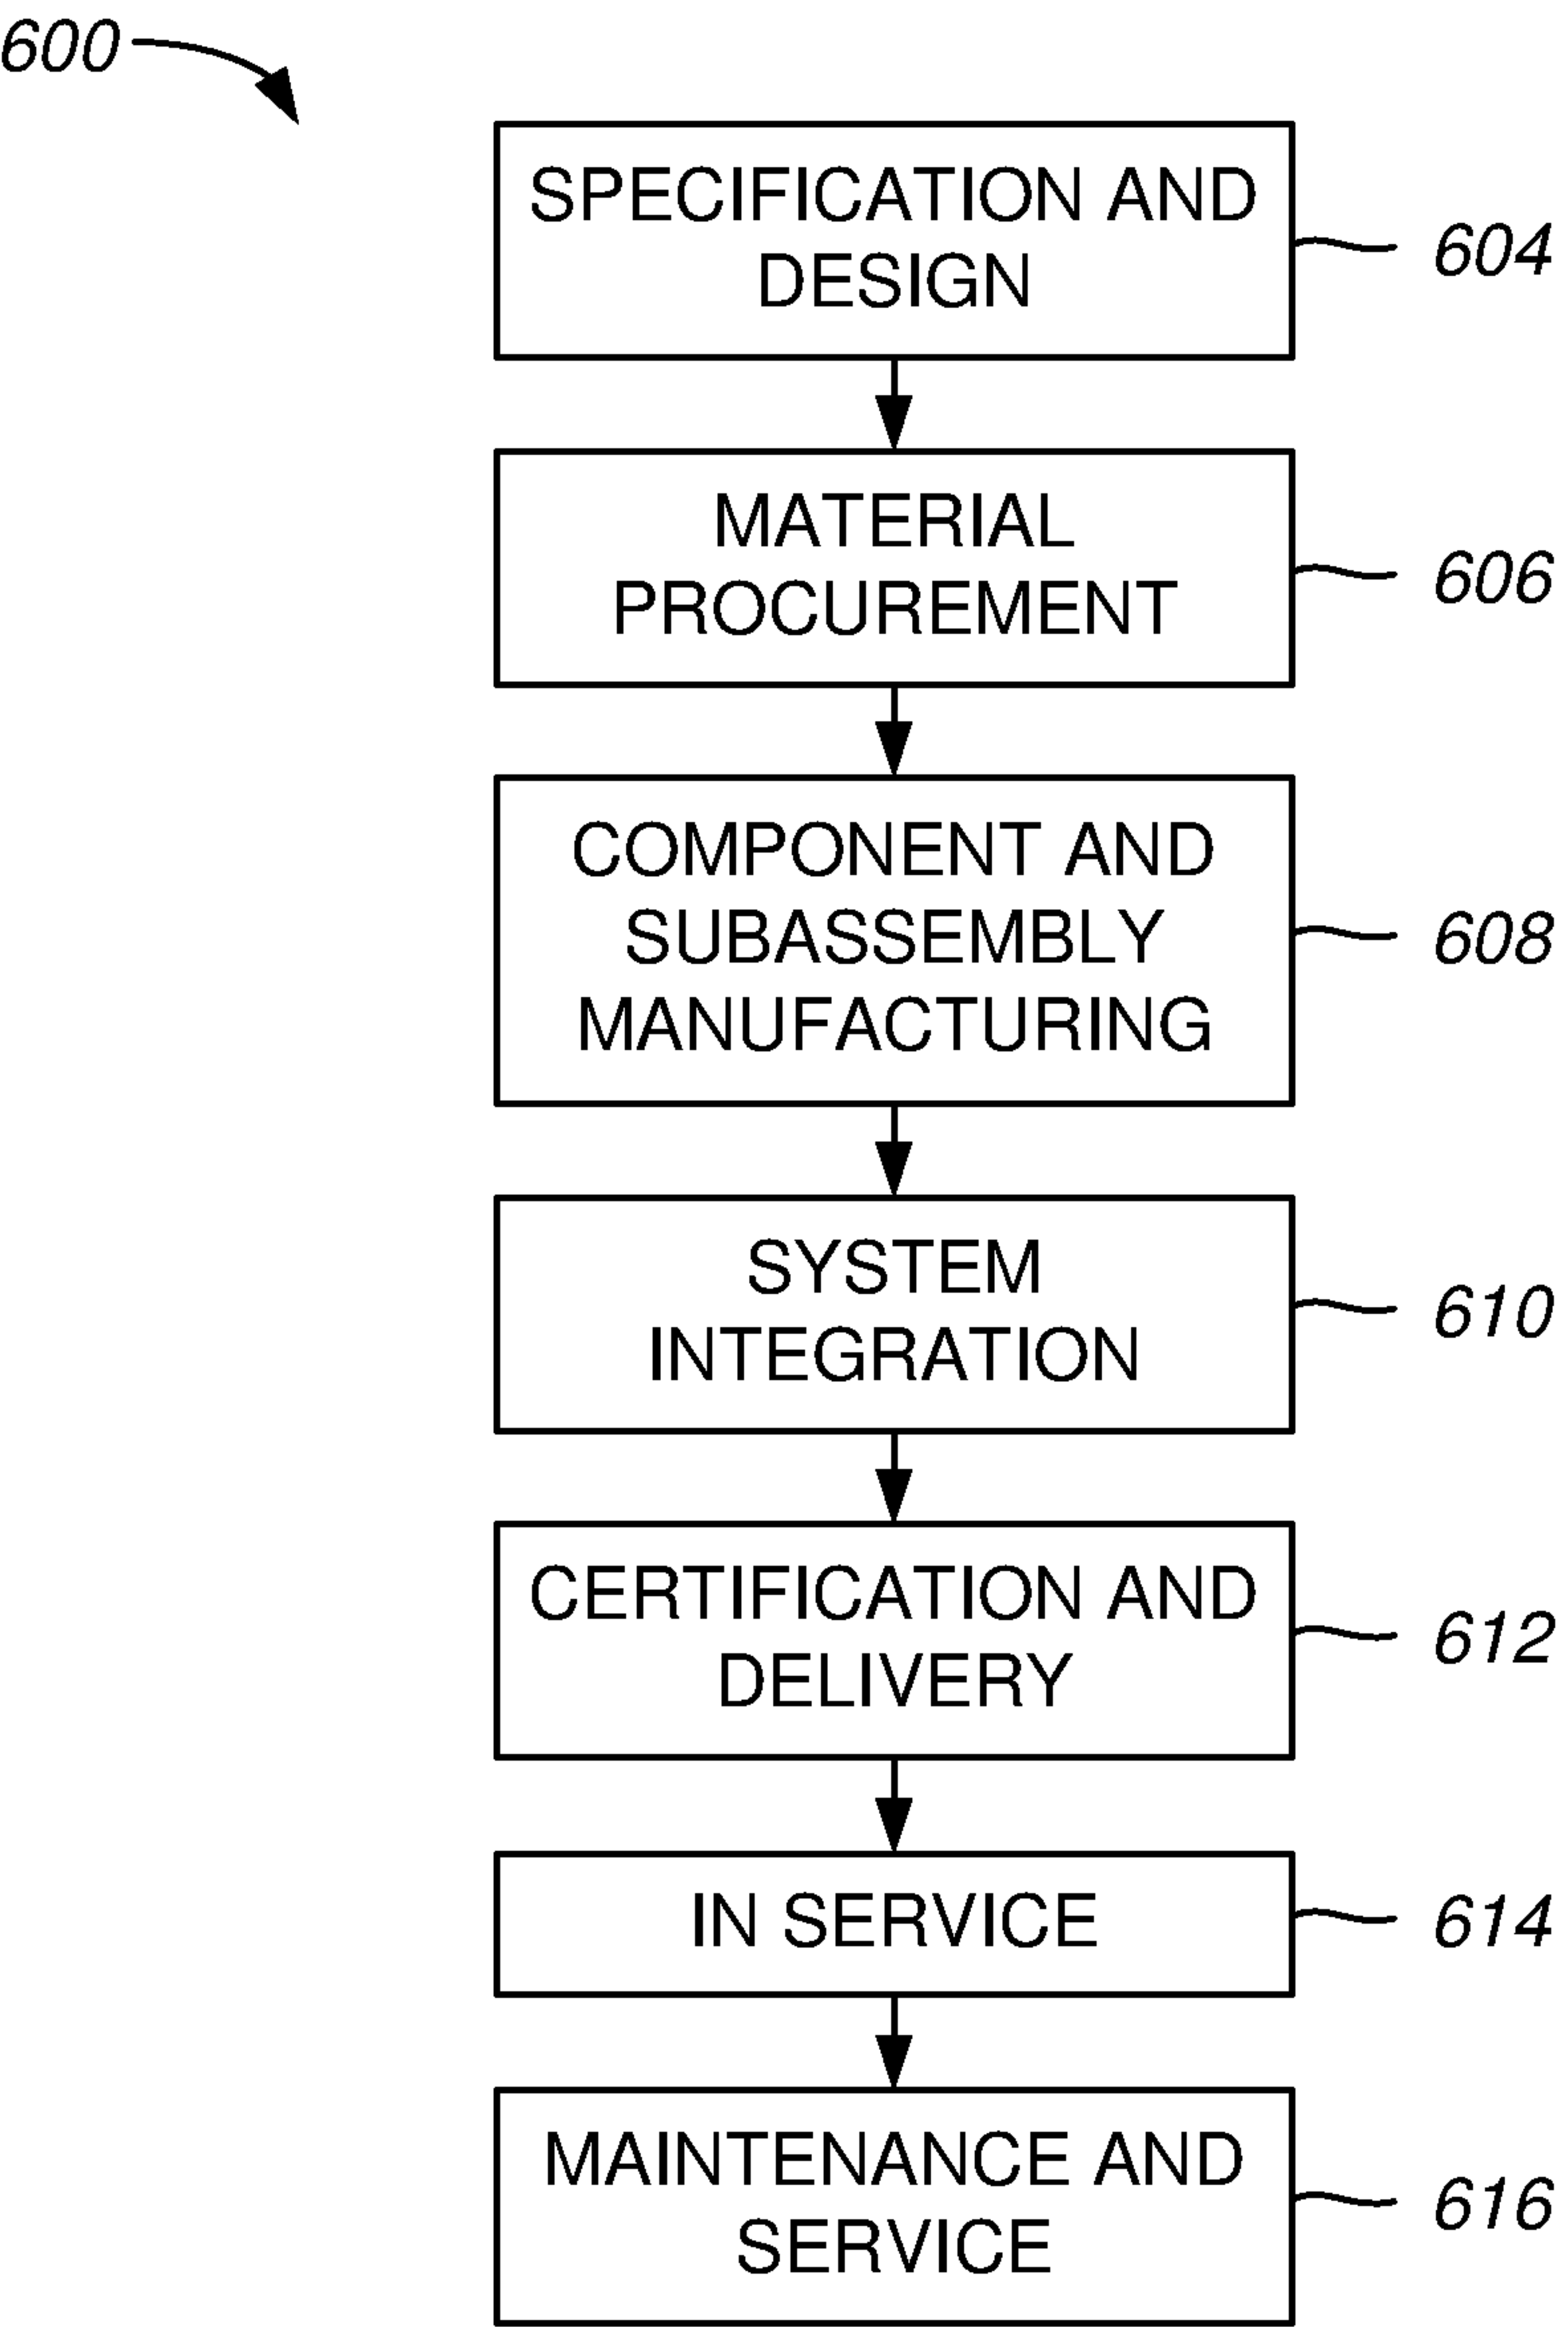 600
SPECIFICATION AND
DESIGN
604
MATERIAL
PROCUREMENT
606
COMPONENT AND
SUBASSEMBLY
MANUFACTURING
608
SYSTEM
INTEGRATION
610
CERTIFICATION AND
DELIVERY
612
IN SERVICE
614
MAINTENANCE AND
SERVICE
616